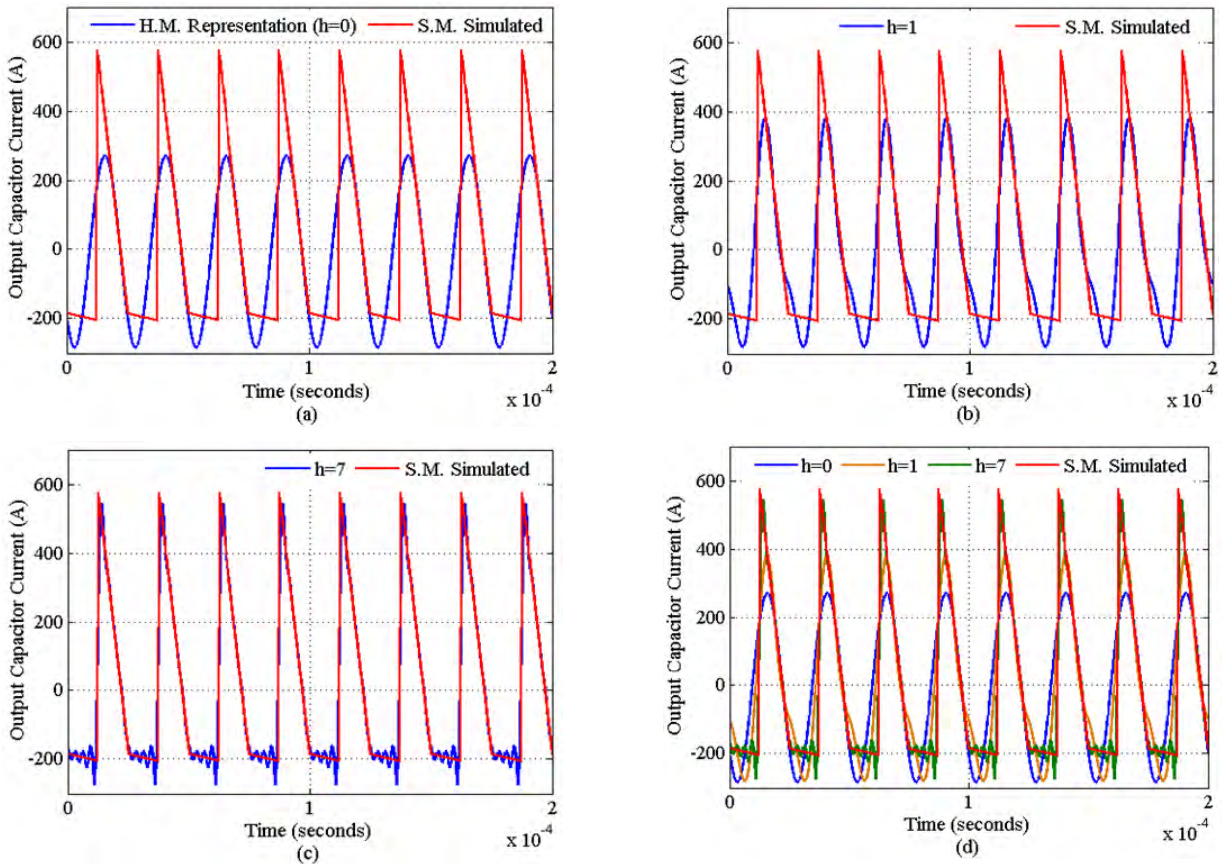 H.M. Representation (h=0) S.M. Simulated
Output Capacitor Current (A)
600
400
200
0
-200
0 1 2
Time (seconds)
x 10-4
(a)
h=1 S.M. Simulated
Output Capacitor Current (A)
600
400
200
0
-200
0 1 2
Time (seconds)
x 10-4
(b)
h=7 S.M. Simulated
Output Capacitor Current (A)
600
400
200
0
-200
0 1 2
Time (seconds)
x 10-4
(c)
h=0 h=1 h=7 S.M. Simulated
Output Capacitor Current (A)
600
400
200
0
-200
0 1 2
Time (seconds)
x 10-4
(d)